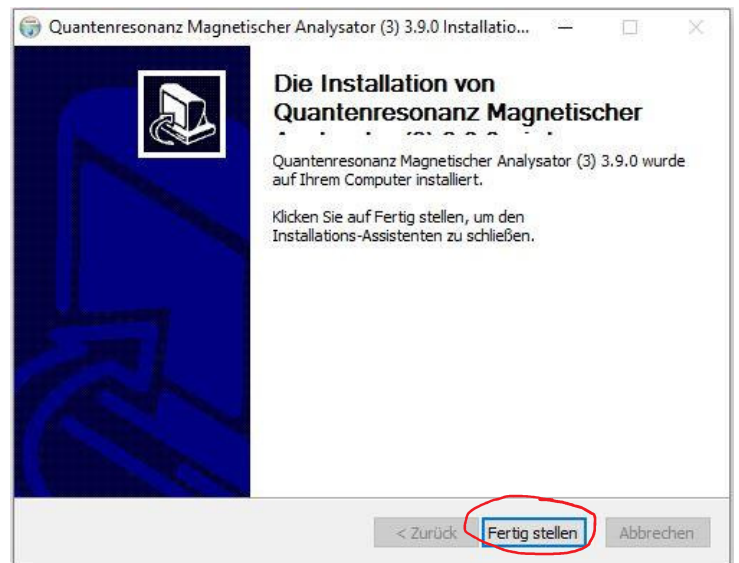 Quantenresonanz Magnetischer Analysator (3) 3.9.0 Installatio...
Die Installation von
Quantenresonanz Magnetischer
Quantenresonanz Magnetischer Analysator (3) 3.9.0 wurde
auf Ihrem Computer installiert.
Klicken Sie auf Fertig stellen, um den
Installations-Assistenten zu schließen.
< Zurück
Fertig stellen
Abbrechen